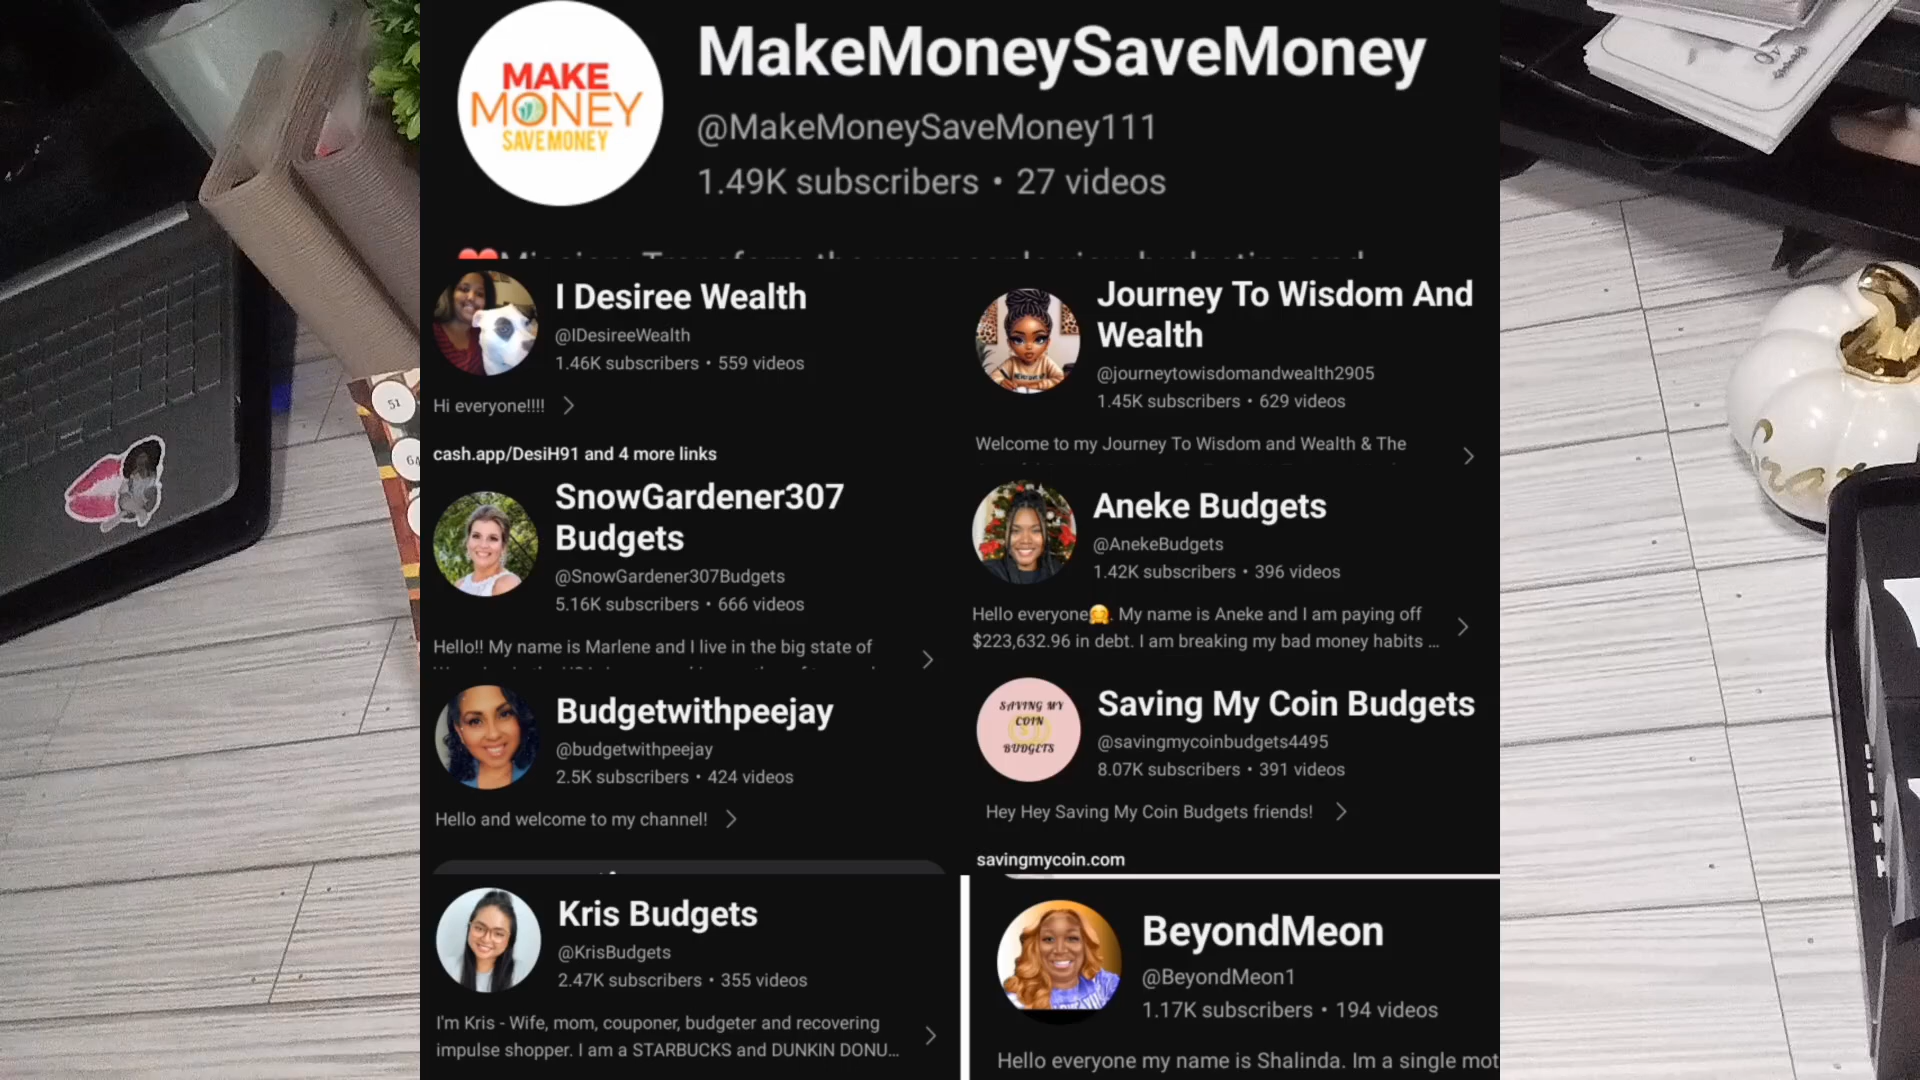 MAKE
MONEY
SAVE MONEY
MakeMoneySaveMoney
@MakeMoneySaveMoney111
1.49K subscribers • 27 videos
I Desiree Wealth
@IDesireeWealth
1.46K subscribers • 559 videos
Hi everyone!!!!
cash.app/DesiH91 and 4 more links
Journey To Wisdom And
Wealth
@journeytowisdomandwealth2905
1.45K subscribers • 629 videos
Welcome to my Journey To Wisdom and Wealth & The
SnowGardener307
Budgets
@SnowGardener307Budgets
5.16K subscribers • 666 videos
Hello!! My name is Marlene and I live in the big state of
Aneke Budgets
@AnekeBudgets
1.42K subscribers • 396 videos
Hello everyone🤗. My name is Aneke and I am paying off
$223,632.96 in debt. I am breaking my bad money habits ...
Budgetwithpeejay
@budgetwithpeejay
2.5K subscribers • 424 videos
Hello and welcome to my channel!
SAVING MY
COIN
BUDGETS
Saving My Coin Budgets
@savingmycoinbudgets4495
8.07K subscribers • 391 videos
Hey Hey Saving My Coin Budgets friends!
savingmycoin.com
Kris Budgets
@KrisBudgets
2.47K subscribers • 355 videos
I'm Kris - Wife, mom, couponer, budgeter and recovering
impulse shopper. I am a STARBUCKS and DUNKIN DONU...
BeyondMeon
@BeyondMeon1
1.17K subscribers • 194 videos
Hello everyone my name is Shalinda. Im a single mot
51
64